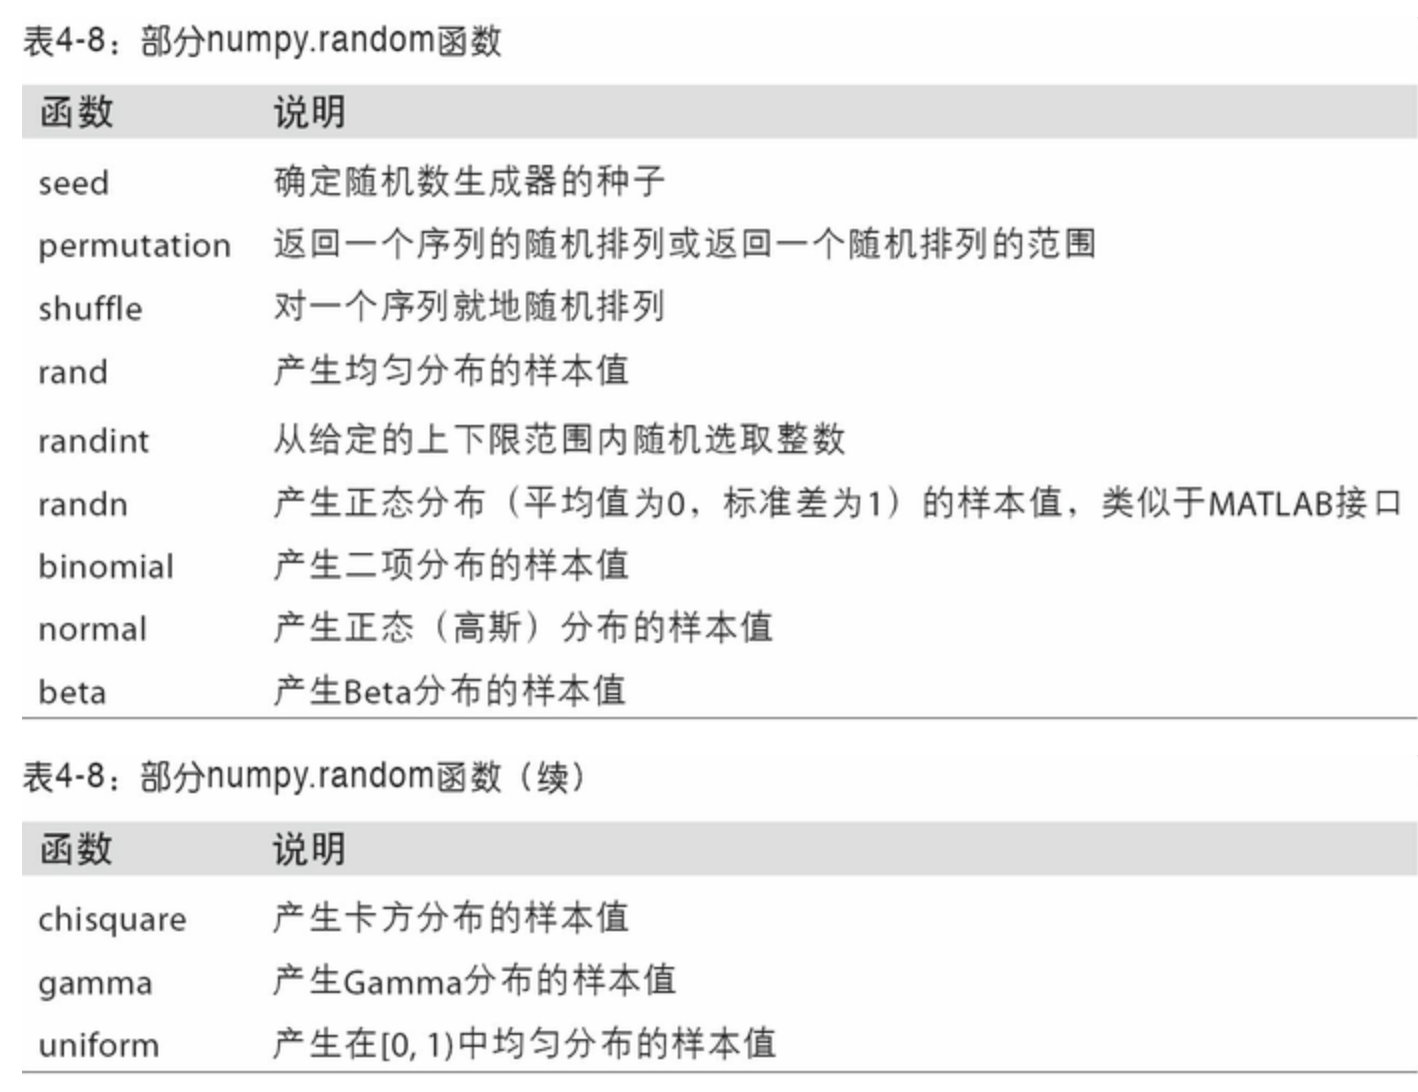 表4-8：部分numpy.random函数
函数 说明
seed 确定随机数生成器的种子
permutation 返回一个序列的随机排列或返回一个随机排列的范围
shuffle 对一个序列就地随机排列
rand 产生均匀分布的样本值
randint 从给定的上下限范围内随机选取整数
randn 产生正态分布（平均值为0，标准差为1）的样本值，类似于MATLAB接口
binomial 产生二项分布的样本值
normal 产生正态（高斯）分布的样本值
beta 产生Beta分布的样本值
表4-8：部分numpy.random函数（续）
函数 说明
chisquare 产生卡方分布的样本值
gamma 产生Gamma分布的样本值
uniform 产生在[0, 1)中均匀分布的样本值